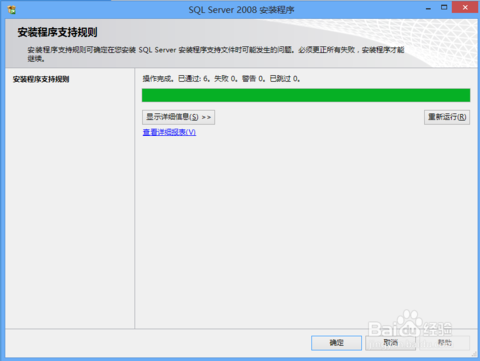 SQL Server 2008 安装程序
安装程序支持规则
安装程序支持规则可确定在您安装 SQL Server 安装程序支持文件时可能发生的问题。必须更正所有失败，安装程序才能
继续。
安装程序支持规则
操作完成。已通过: 6。失败 0。警告 0。已跳过 0。
显示详细信息(S) >>
重新运行(R)
查看详细报表(V)
Baidu 经验
确定
取消
帮助